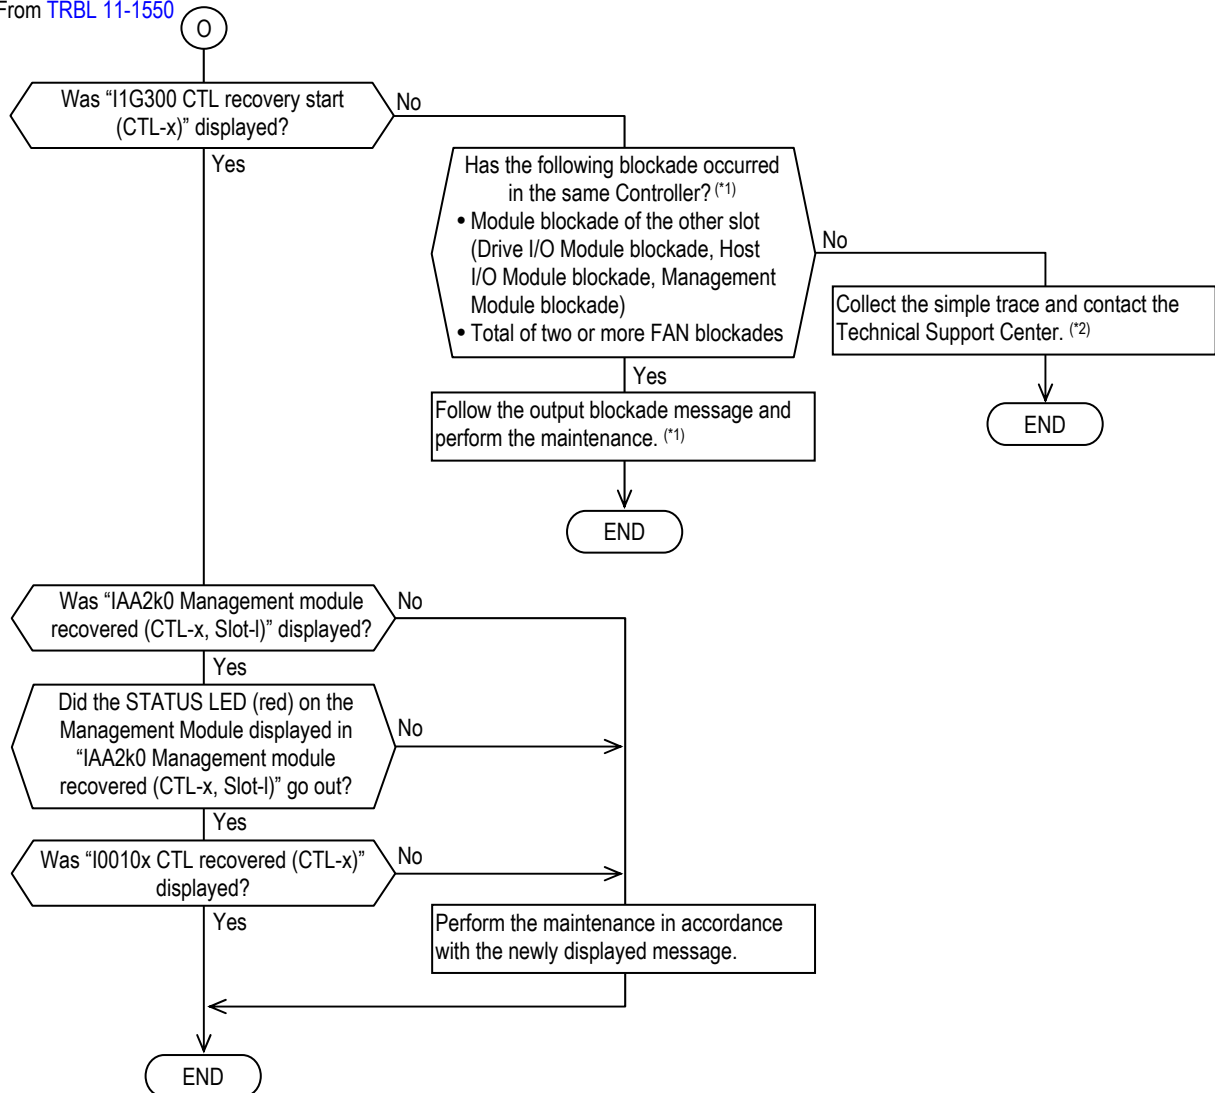 From TRBL 11-1550
O
Was “I1G300 CTL recovery start
(CTL-x)” displayed?
No
Yes
Has the following blockade occurred
in the same Controller? (*1)
• Module blockade of the other slot
(Drive I/O Module blockade, Host
I/O Module blockade, Management
Module blockade)
• Total of two or more FAN blockades
No
Collect the simple trace and contact the
Technical Support Center. (*2)
END
Yes
Follow the output blockade message and
perform the maintenance. (*1)
END
Was “IAA2k0 Management module
recovered (CTL-x, Slot-l)” displayed?
No
Yes
Did the STATUS LED (red) on the
Management Module displayed in
“IAA2k0 Management module
recovered (CTL-x, Slot-l)” go out?
No
Yes
Was “I0010x CTL recovered (CTL-x)”
displayed?
No
Yes
Perform the maintenance in accordance
with the newly displayed message.
END